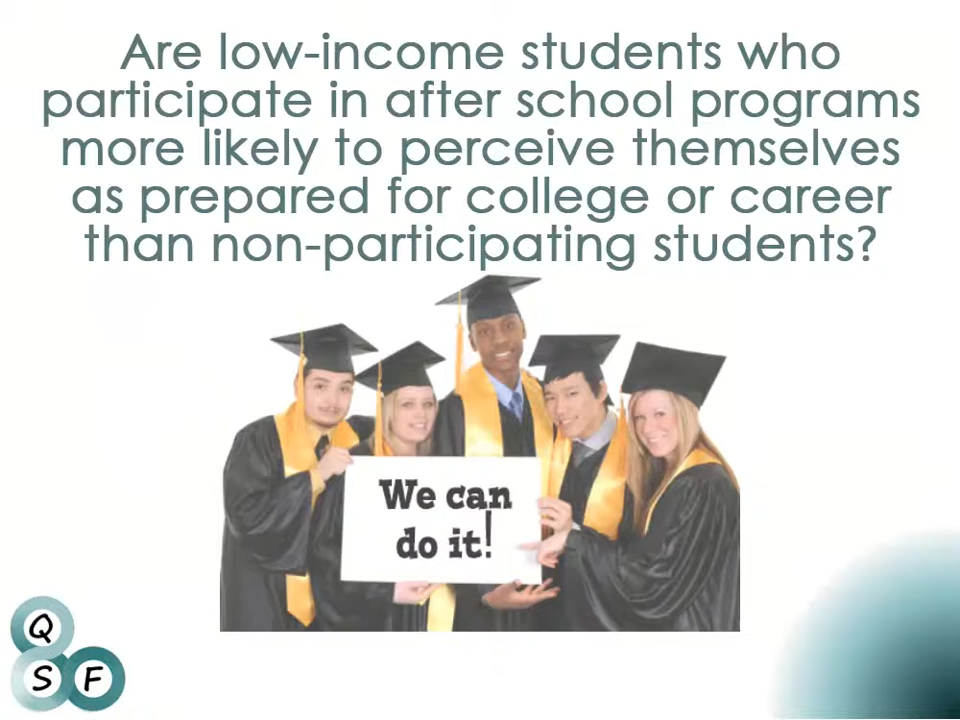 Are low-income students who
participate in after school programs
more likely to perceive themselves
as prepared for college or career
than non-participating students?
We can
do it!
Q
S F